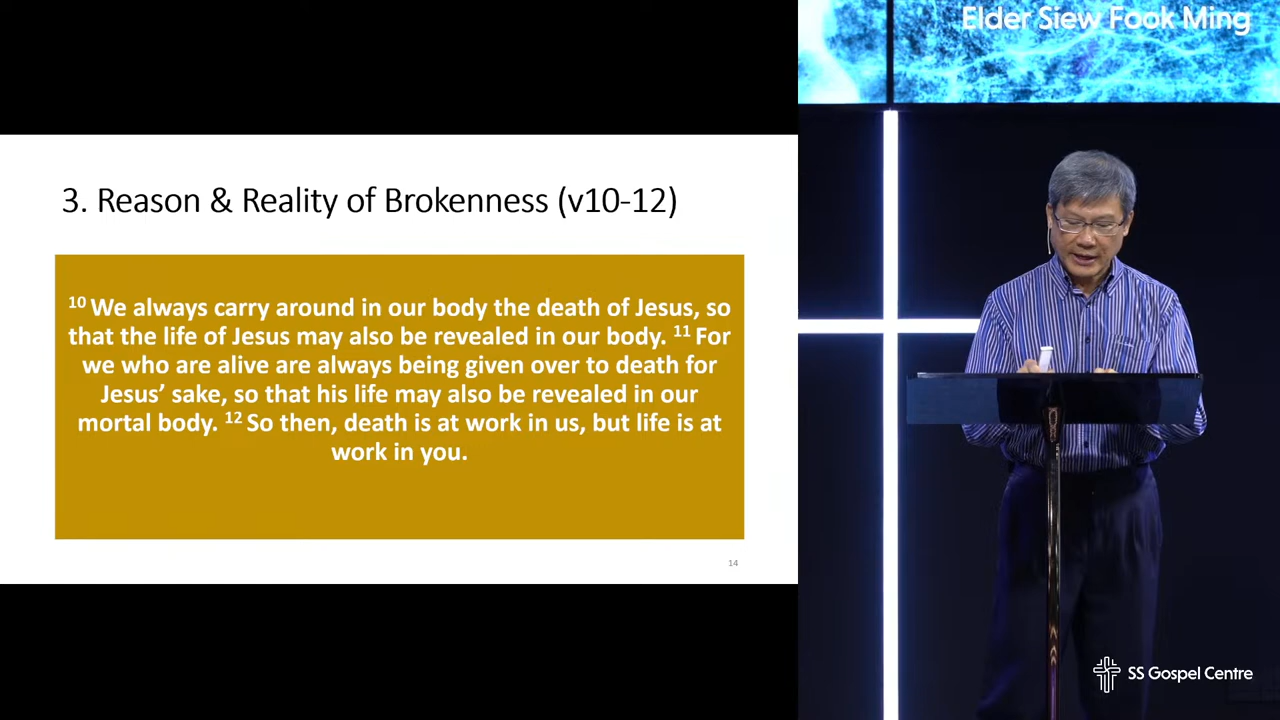 Elder Siew Fook Ming
3. Reason & Reality of Brokenness (v10-12)
10 We always carry around in our body the death of Jesus, so
that the life of Jesus may also be revealed in our body. 11 For
we who are alive are always being given over to death for
Jesus’ sake, so that his life may also be revealed in our
mortal body. 12 So then, death is at work in us, but life is at
work in you.
14
SS Gospel Centre